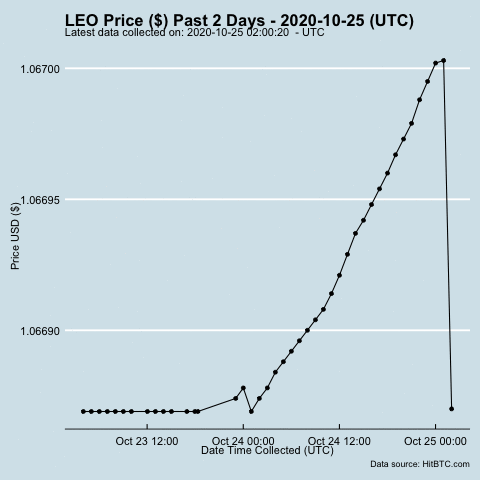 LEO Price ($) Past 2 Days - 2020-10-25 (UTC)
Latest data collected on: 2020-10-25 02:00:20 - UTC
1.06700
1.06695
1.06690
Price USD ($)
Oct 23 12:00 Oct 24 00:00 Oct 24 12:00 Oct 25 00:00
Date Time Collected (UTC)
Data source: HitBTC.com